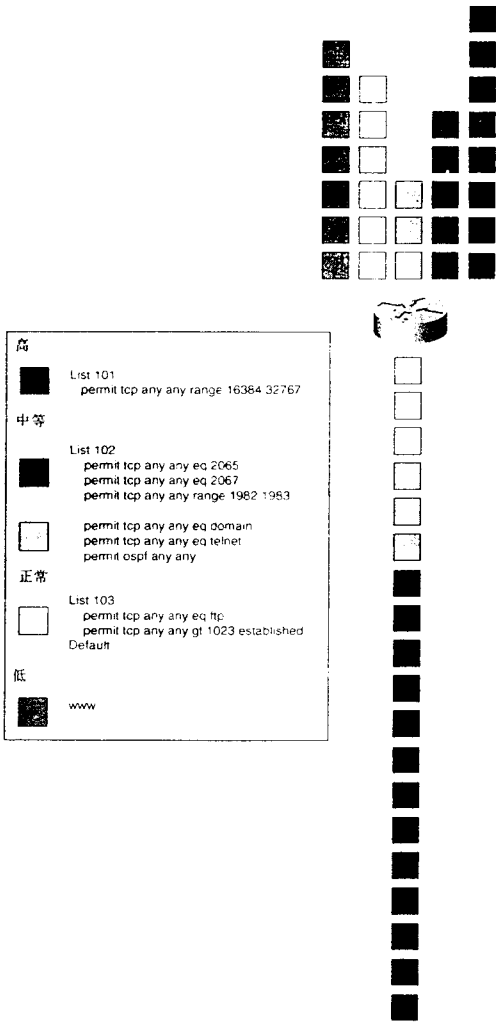 高
List 101
permit tcp any any range 16384 32767
中等
List 102
permit tcp any any eq 2065
permit tcp any any eq 2067
permit tcp any any range 1982 1983
permit tcp any any eq domain
permit tcp any any eq telnet
permit ospf any any
正常
List 103
permit tcp any any eq ftp
permit tcp any any gt 1023 established
Default
低
www